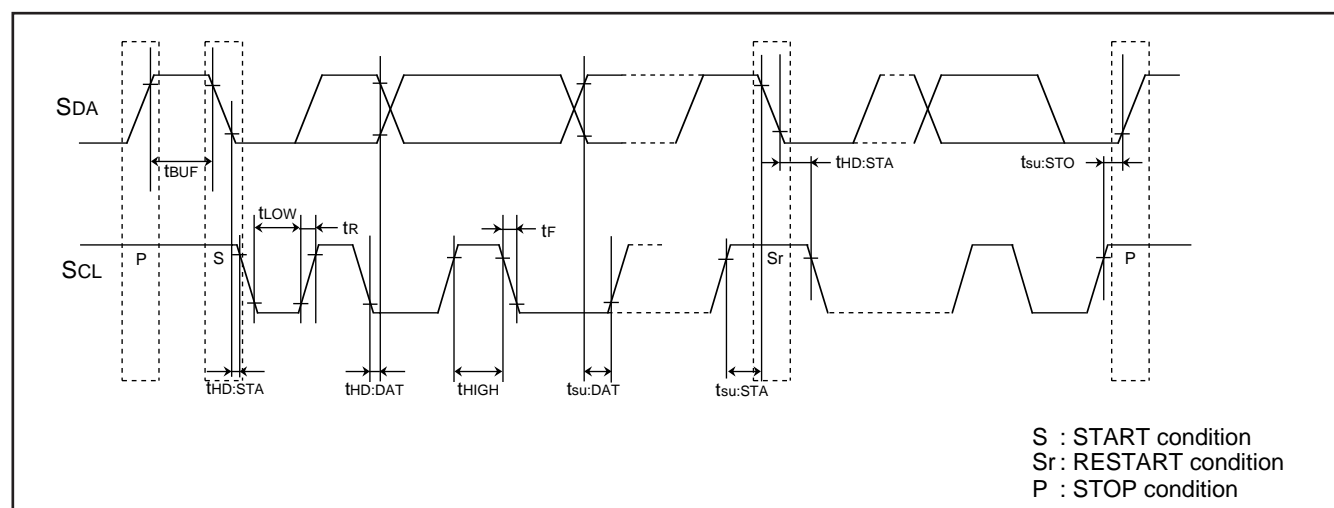 SDA
tBUF
tHD:STA
tsu:STO
tLOW
tR
tF
SCL
P
S
Sr
P
tHD:STA
tHD:DAT
tHIGH
tsu:DAT
tsu:STA
S : START condition
Sr : RESTART condition
P : STOP condition